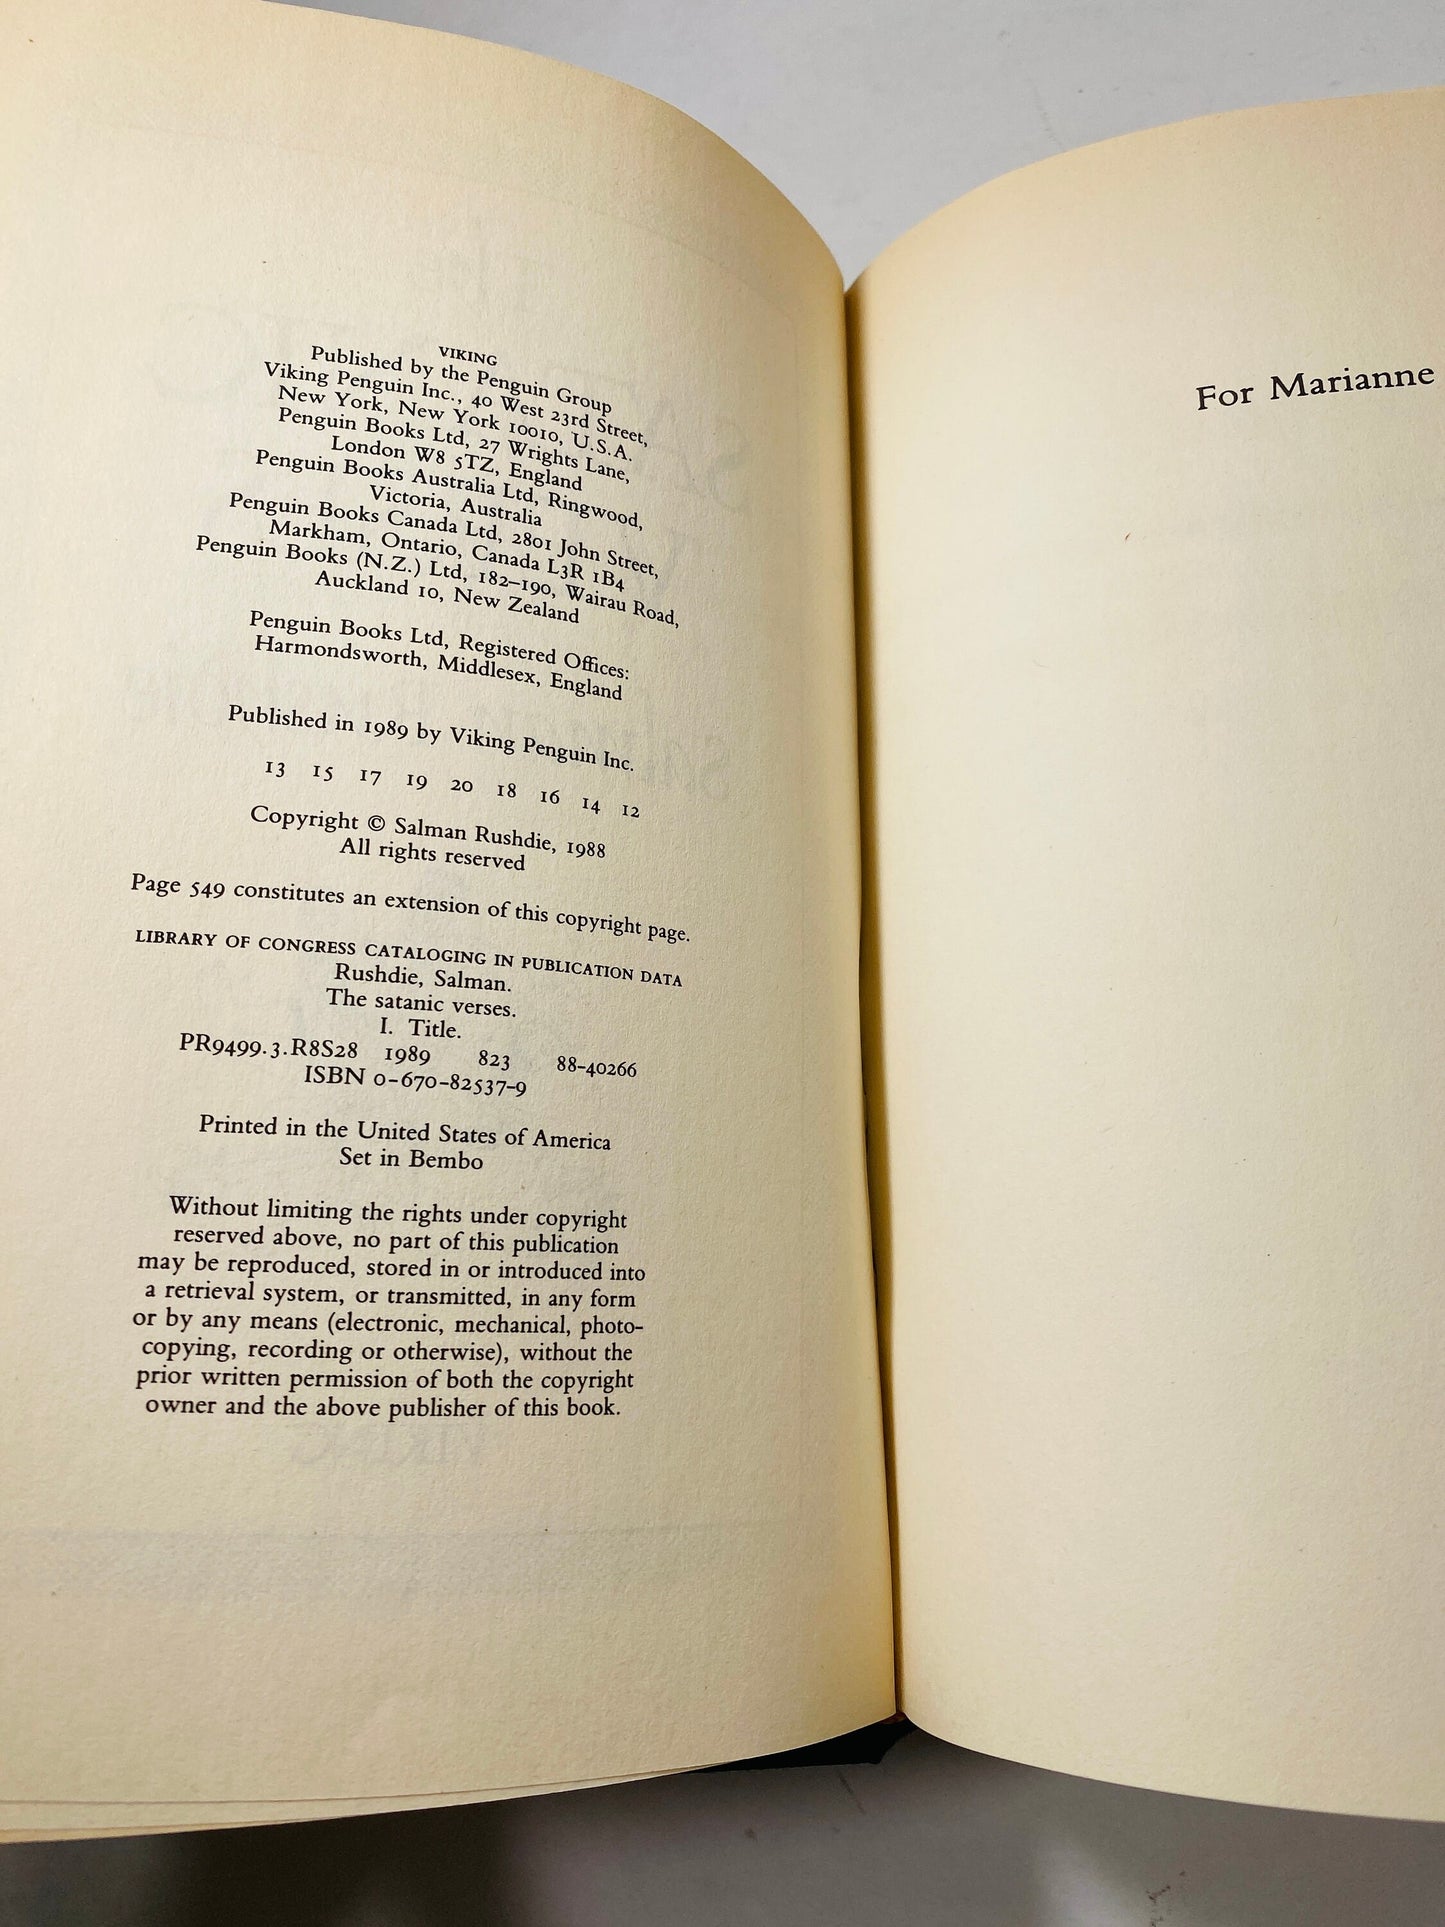 VIKING
Published by the Penguin Group
Viking Penguin Inc., 40 West 23rd Street,
New York, New York 10010, U.S.A.
Penguin Books Ltd, 27 Wrights Lane,
London W8 5TZ, England
Penguin Books Australia Ltd, Ringwood,
Victoria, Australia
Penguin Books Canada Ltd, 2801 John Street,
Markham, Ontario, Canada L3R 1B4
Penguin Books (N.Z.) Ltd, 182–190, Wairau Road,
Auckland 10, New Zealand
Penguin Books Ltd, Registered Offices:
Harmondsworth, Middlesex, England
Published in 1989 by Viking Penguin Inc.
13 15 17 19 20 18 16 14 12
Copyright © Salman Rushdie, 1988
All rights reserved
Page 549 constitutes an extension of this copyright page.
LIBRARY OF CONGRESS CATALOGING IN PUBLICATION DATA
Rushdie, Salman.
The satanic verses.
I. Title.
PR9499.3.R8S28 1989 823 88-40266
ISBN 0-670-82537-9
Printed in the United States of America
Set in Bembo
Without limiting the rights under copyright
reserved above, no part of this publication
may be reproduced, stored in or introduced into
a retrieval system, or transmitted, in any form
or by any means (electronic, mechanical, photo-
copying, recording or otherwise), without the
prior written permission of both the copyright
owner and the above publisher of this book.
For Marianne